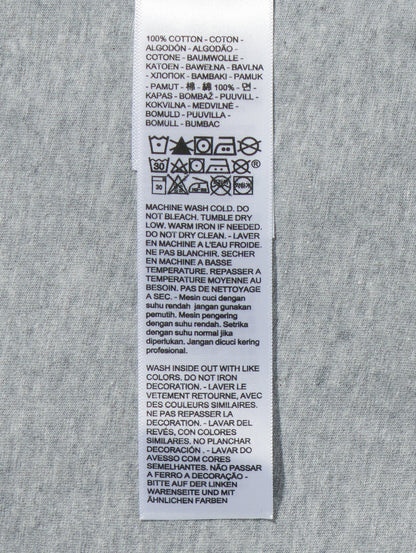 100% COTTON - COTON -
ALGODÓN - ALGODÃO -
COTONE - BAUMWOLLE -
KATOEN - BAWEŁNA - BAVLNA
- ХЛОПОК - BAMBAKI - PAMUK
- PAMUT - 棉 - 綿 100% - 면 -
KAPAS - BOMBAŽ - PUUVILL -
KOKVILNA - MEDVILNĖ -
BOMULD - PUUVILLA -
BOMULL - BUMBAC
30 ®
30
MACHINE WASH COLD. DO
NOT BLEACH. TUMBLE DRY
LOW. WARM IRON IF NEEDED.
DO NOT DRY CLEAN. - LAVER
EN MACHINE A L'EAU FROIDE.
NE PAS BLANCHIR. SECHER
EN MACHINE A BASSE
TEMPERATURE. REPASSER A
TEMPERATURE MOYENNE AU
BESOIN. PAS DE NETTOYAGE
A SEC. - Mesin cuci dengan
suhu rendah jangan gunakan
pemutih. Mesin pengering
dengan suhu rendah. Setrika
dengan suhu normal jika
diperlukan. Jangan dicuci kering
profesional.
WASH INSIDE OUT WITH LIKE
COLORS. DO NOT IRON
DECORATION. - LAVER LE
VETEMENT RETOURNE, AVEC
DES COULEURS SIMILAIRES.
NE PAS REPASSER LA
DECORATION. - LAVAR DEL
REVÉS, CON COLORES
SIMILARES. NO PLANCHAR
DECORACIÓN . - LAVAR DO
AVESSO COM CORES
SEMELHANTES. NÃO PASSAR
A FERRO A DECORAÇÃO -
BITTE AUF DER LINKEN
WARENSEITE UND MIT
ÄHNLICHEN FARBEN